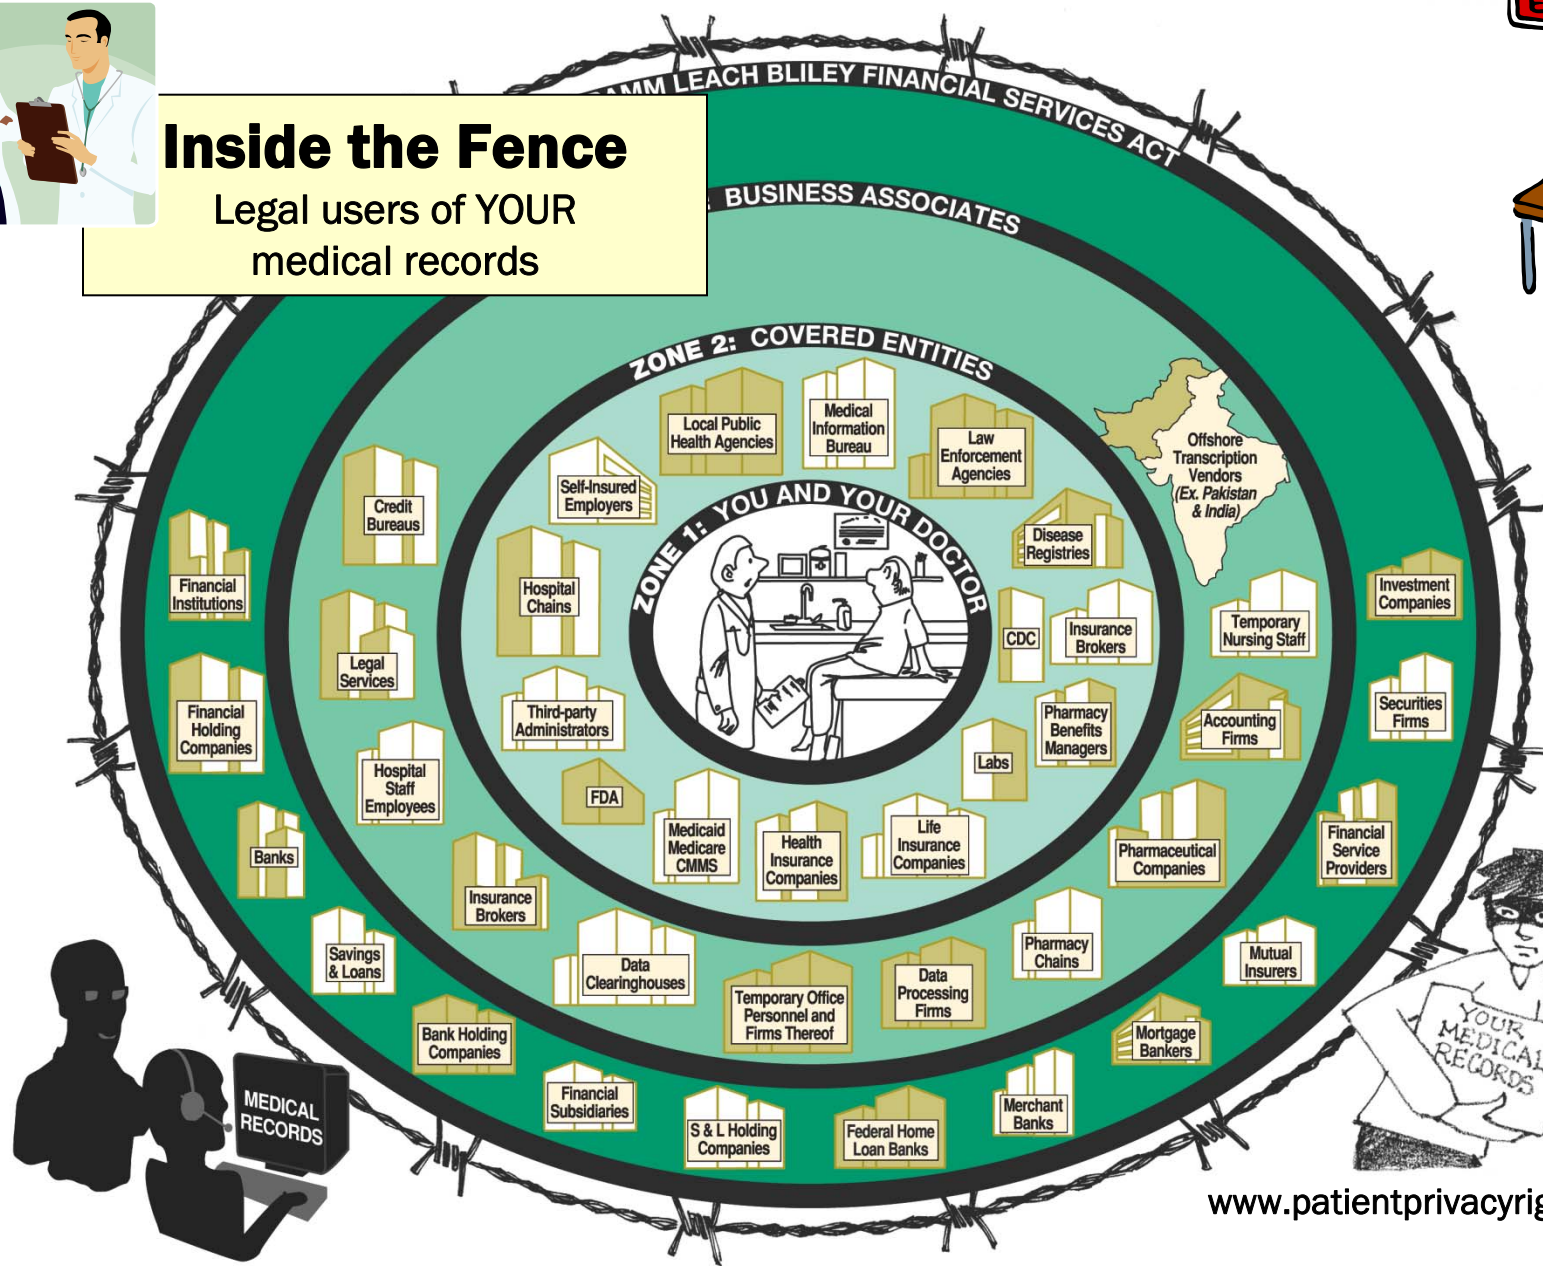 Inside the Fence
Legal users of YOUR
medical records
LEACH BLILEY FINANCIAL SERVICES ACT
BUSINESS ASSOCIATES
ZONE 2: COVERED ENTITIES
ZONE 1: YOU AND YOUR DOCTOR
Local Public
Health Agencies
Medical
Information
Bureau
Law
Enforcement
Agencies
Self-Insured
Employers
Disease
Registries
Hospital
Chains
CDC
Insurance
Brokers
Third-party
Administrators
Pharmacy
Benefits
Managers
Labs
FDA
Medicaid
Medicare
CMMS
Health
Insurance
Companies
Life
Insurance
Companies
Offshore
Transcription
Vendors
(Ex. Pakistan
& India)
Credit
Bureaus
Legal
Services
Hospital
Staff
Employees
Insurance
Brokers
Data
Clearinghouses
Temporary Office
Personnel and
Firms Thereof
Data
Processing
Firms
Pharmacy
Chains
Pharmaceutical
Companies
Accounting
Firms
Temporary
Nursing Staff
Financial
Institutions
Financial
Holding
Companies
Banks
Savings
& Loans
Bank Holding
Companies
Financial
Subsidiaries
S & L Holding
Companies
Federal Home
Loan Banks
Merchant
Banks
Mortgage
Bankers
Mutual
Insurers
Financial
Service
Providers
Securities
Firms
Investment
Companies
MEDICAL
RECORDS
YOUR
MEDICAL
RECORDS
www.patientprivacyrig